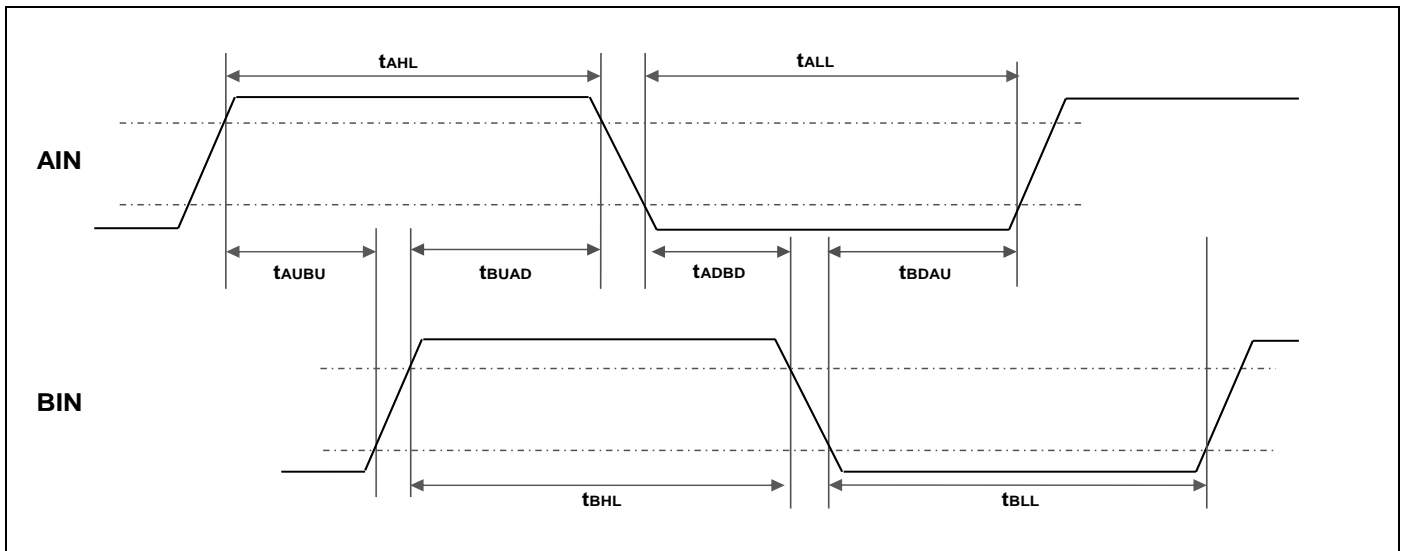 tAHL
tALL
AIN
tAUBU
tBUAD
tADBD
tBDAU
BIN
tBHL
tBLL